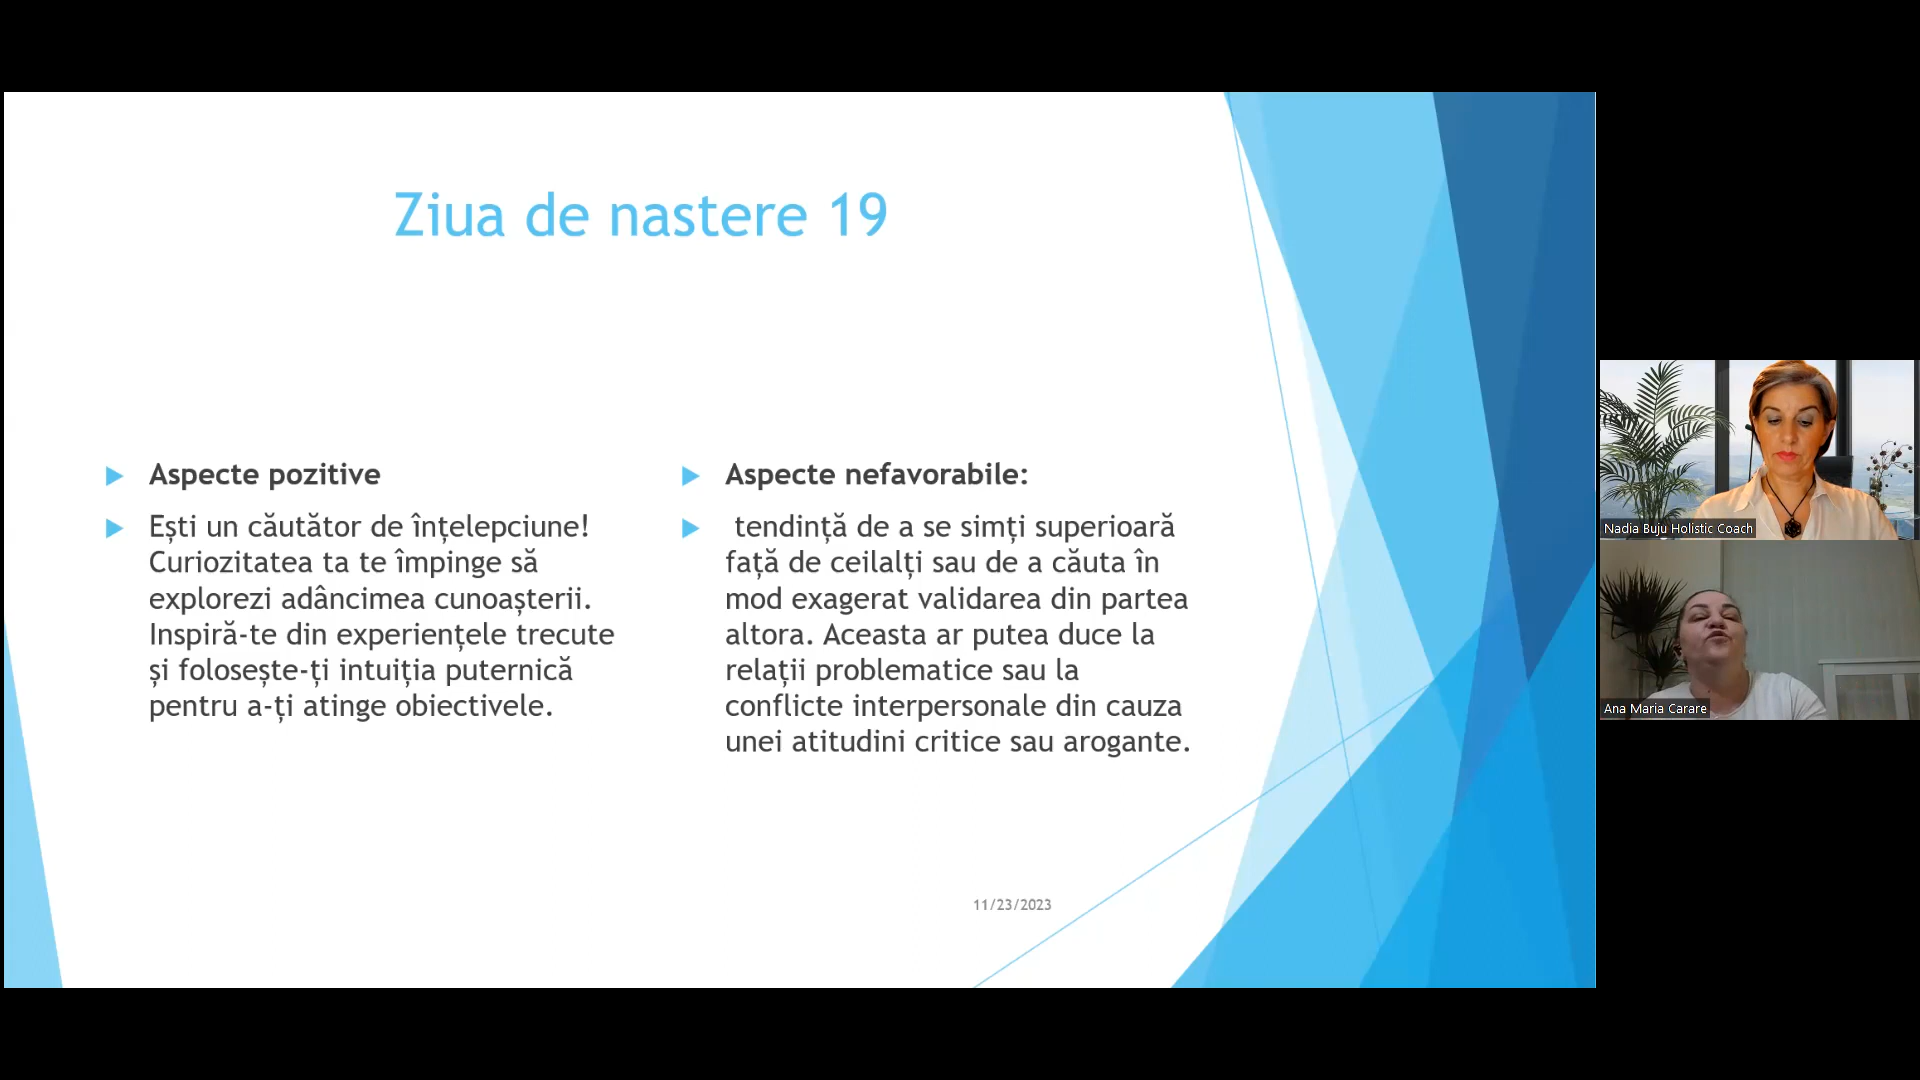 Ziua de nastere 19
Aspecte pozitive
Ești un căutător de înțelepciune!
Curiozitatea ta te împinge să
explorezi adâncimea cunoașterii.
Inspiră-te din experiențele trecute
și folosește-ți intuiția puternică
pentru a-ți atinge obiectivele.
Aspecte nefavorabile:
tendință de a se simți superioară
față de ceilalți sau de a căuta în
mod exagerat validarea din partea
altora. Aceasta ar putea duce la
relații problematice sau la
conflicte interpersonale din cauza
unei atitudini critice sau arogante.
11/23/2023
Nadia Buju Holistic Coach
Ana Maria Carare